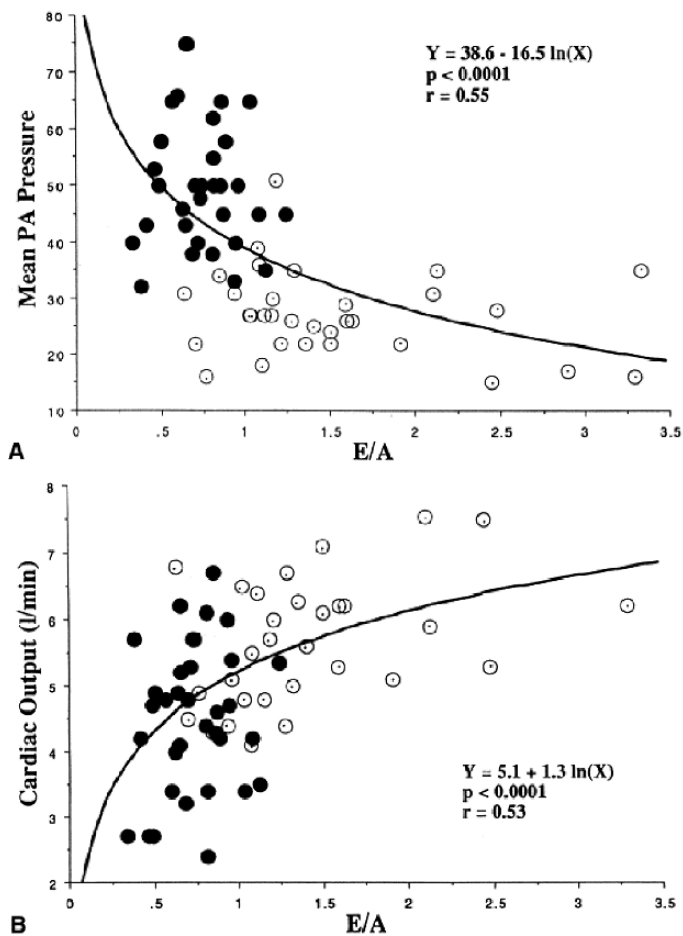 80
70
60
50
40
30
20
10
Mean PA Pressure
Y = 38.6 - 16.5 ln(X)
p < 0.0001
r = 0.55
0 .5 1 1.5 2 2.5 3 3.5
A
E/A
8
7
6
5
4
3
2
Cardiac Output (l/min)
Y = 5.1 + 1.3 ln(X)
p < 0.0001
r = 0.53
0 .5 1 1.5 2 2.5 3 3.5
B
E/A